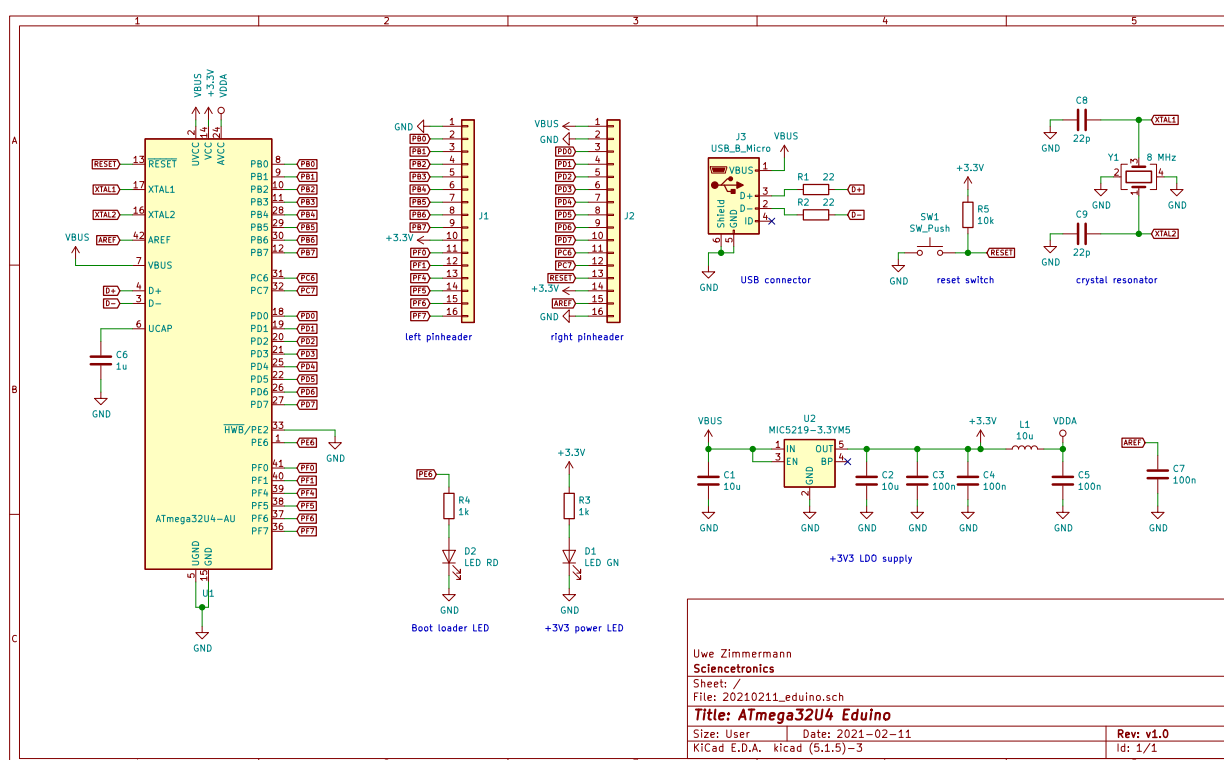 1 2 3 4 5
A
B
C
VBUS
+3.3V
VDDA
2 14 24
UVCC VCC AVCC
RESET 13 RESET
XTAL1 17 XTAL1
XTAL2 16 XTAL2
AREF 42 AREF
VBUS
7 VBUS
D+ 4 D+
D- 3 D-
6 UCAP
C6
1u
GND
PB0 8 PB0
PB1 9 PB1
PB2 10 PB2
PB3 11 PB3
PB4 28 PB4
PB5 29 PB5
PB6 30 PB6
PB7 12 PB7
PC6 31 PC6
PC7 32 PC7
PD0 18 PD0
PD1 19 PD1
PD2 20 PD2
PD3 21 PD3
PD4 25 PD4
PD5 22 PD5
PD6 26 PD6
PD7 27 PD7
HWB/PE2 33
GND
PE6 1 PE6
PF0 41 PF0
PF1 40 PF1
PF4 39 PF4
PF5 38 PF5
PF6 37 PF6
PF7 36 PF7
ATmega32U4-AU
UGND GND
5 15
U1
GND
GND 1
PB0 2
PB1 3
PB2 4
PB3 5
PB4 6
PB5 7
PB6 8
PB7 9
+3.3V 10
PF0 11
PF1 12
PF4 13
PF5 14
PF6 15
PF7 16
J1
left pinheader
VBUS 1
GND 2
PD0 3
PD1 4
PD2 5
PD3 6
PD4 7
PD5 8
PD6 9
PD7 10
PC6 11
PC7 12
RESET 13
+3.3V 14
AREF 15
GND 16
J2
right pinheader
J3
USB_B_Micro
VBUS
VBUS 1
D+ 3
D- 2
ID 4
Shield GND
6 5
GND
R1 22
D+
R2 22
D-
USB connector
+3.3V
R5
10k
SW1
SW_Push
RESET
GND
reset switch
C8
22p
GND
XTAL1
Y1 8 MHz
3
2 4
1
GND GND
C9
22p
GND
XTAL2
crystal resonator
PE6
R4
1k
D2
LED RD
GND
Boot loader LED
+3.3V
R3
1k
D1
LED GN
GND
+3V3 power LED
VBUS
C1
10u
GND
U2
MIC5219-3.3YM5
1 IN OUT 5
3 EN BP 4
GND
2
GND
C2
10u
GND
C3
100n
GND
+3.3V
C4
100n
GND
L1
10u
VDDA
C5
100n
GND
AREF
C7
100n
GND
+3V3 LDO supply
Uwe Zimmermann
Sciencetronics
Sheet: /
File: 20210211_eduino.sch
Title: ATmega32U4 Eduino
Size: User Date: 2021-02-11 Rev: v1.0
KiCad E.D.A. kicad (5.1.5)-3 Id: 1/1